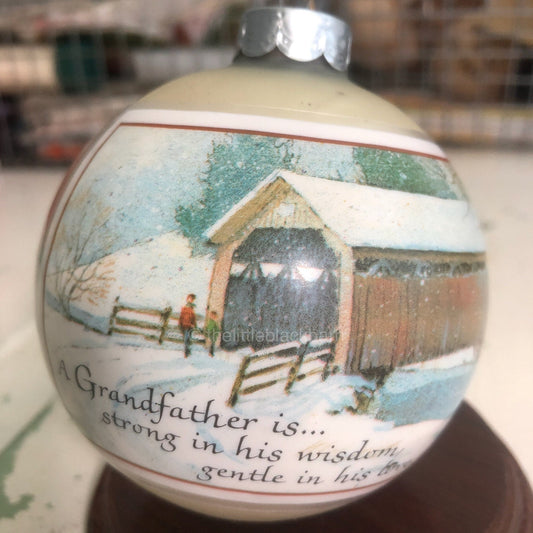 A Grandfather is...
strong in his wisdom
gentle in his